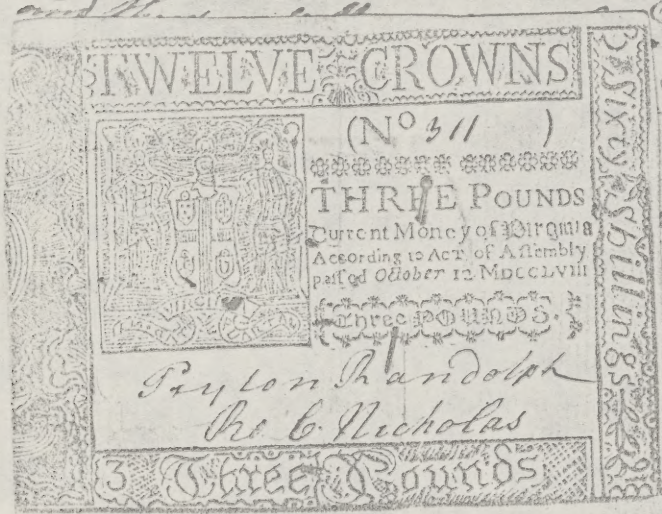 TWELVE CROWNS
(No 311 )
THREE POUNDS
Current Money of Virginia
According to ACT of Aſſembly
paſſed October 12 MDCCLVIII
Three POUNDS.
Peyton Randolph
Ro C. Nicholas
3 Three Pounds
Sixty Shillings